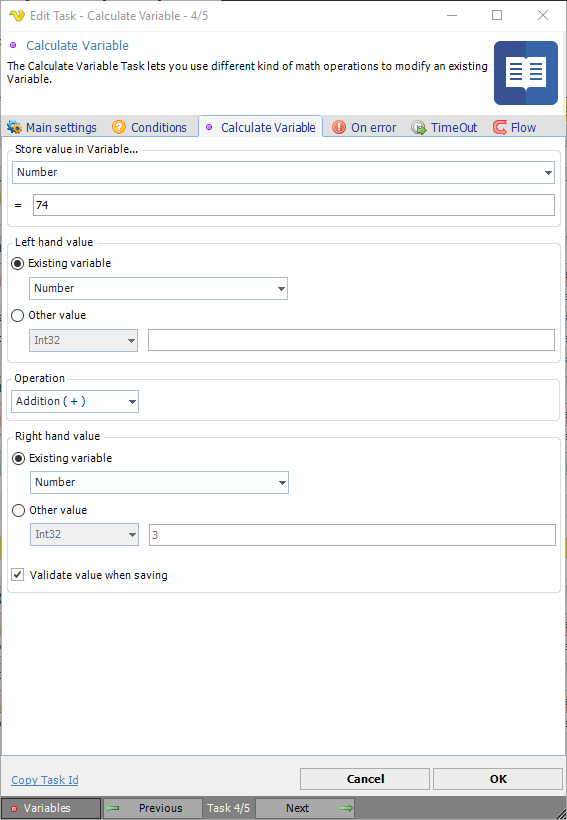 Edit Task - Calculate Variable - 4/5
Calculate Variable
The Calculate Variable Task lets you use different kind of math operations to modify an existing
Variable.
Main settings Conditions Calculate Variable On error TimeOut Flow
Store value in Variable...
Number
= 74
Left hand value
Existing variable
Number
Other value
Int32
Operation
Addition ( + )
Right hand value
Existing variable
Number
Other value
Int32 3
Validate value when saving
Copy Task Id Cancel OK
Variables Previous Task 4/5 Next